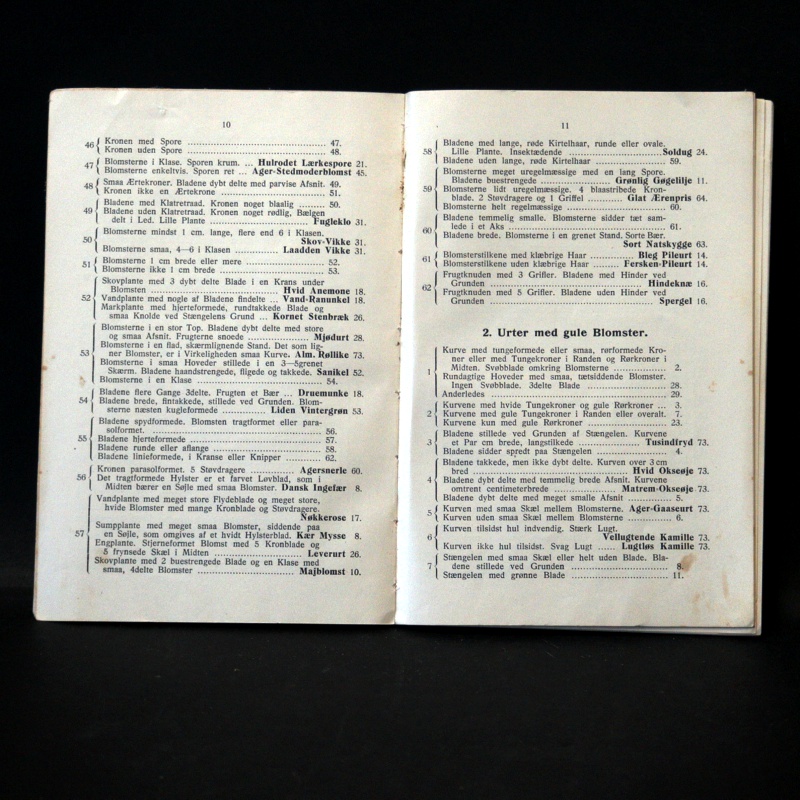 10
46 Kronen med Spore ........ 47.
Kronen uden Spore ........ 48.
47 Blomsterne i Klase. Sporen krum. ... Hulrodet Lærkespore 21.
Blomsterne enkeltvis. Sporen ret ... Ager-Stedmoderblomst 45.
48 Smaa Ærtekroner. Bladene dybt delte med parvise Afsnit. 49.
Kronen ikke en Ærtekrone ........ 51.
49 Bladene med Klatretraad. Kronen noget blaalig ........ 50.
Bladene uden Klatretraad. Kronen noget rødlig, Bælgen
delt i Led. Lille Plante ........ Fugleklo 31.
50 Blomsterne mindst 1 cm. lange, flere end 6 i Klasen.
Skov-Vikke 31.
Blomsterne smaa, 4—6 i Klasen ........ Laadden Vikke 31.
51 Blomsterne 1 cm brede eller mere ........ 52.
Blomsterne ikke 1 cm brede ........ 53.
52 Skovplante med 3 dybt delte Blade i en Krans under
Blomsten ........ Hvid Anemone 18.
Vandplante med nogle af Bladene findelte ... Vand-Ranunkel 18.
Markplante med hjerteformede, rundtakkede Blade og
smaa Knolde ved Stængelens Grund ... Kornet Stenbræk 26.
53 Blomsterne i en stor Top. Bladene dybt delte med store
og smaa Afsnit. Frugterne snoede ........ Mjødurt 28.
Blomsterne i en flad, skærmlignende Stand. Det som lig-
ner Blomster, er i Virkeligheden smaa Kurve. Alm. Røllike 73.
Blomsterne i smaa Hoveder stillede i en 3—5grenet
Skærm. Bladene haandstrengede, fligede og takkede. Sanikel 52.
Blomsterne i en Klase ........ 54.
54 Bladene flere Gange 3delte. Frugten et Bær ... Druemunke 18.
Bladene brede, fintakkede, stillede ved Grunden. Blom-
sterne næsten kugleformede ........ Liden Vintergrøn 53.
55 Bladene spydformede. Blomsten tragtformet eller para-
solformet. ........ 56.
Bladene hjerteformede ........ 57.
Bladene runde eller aflange ........ 58.
Bladene linieformede, i Kranse eller Knipper ........ 62.
56 Kronen parasolformet. 5 Støvdragere ........ Agersnerle 60.
Det tragtformede Hylster er et farvet Løvblad, som i
Midten bærer en Søjle med smaa Blomster. Dansk Ingefær 8.
57 Vandplante med meget store Flydeblade og meget store,
hvide Blomster med mange Kronblade og Støvdragere.
Nøkkerose 17.
Sumpplante med meget smaa Blomster, siddende paa
en Søjle, som omgives af et hvidt Hylsterblad. Kær Mysse 8.
Engplante. Stjerneformet Blomst med 5 Kronblade og
5 frynsede Skæl i Midten ........ Leverurt 26.
Skovplante med 2 buestrengede Blade og en Klase med
smaa, 4delte Blomster ........ Majblomst 10.
11
58 Bladene med lange, røde Kirtelhaar, runde eller ovale.
Lille Plante. Insektædende ........ Soldug 24.
Bladene uden lange, røde Kirtelhaar ........ 59.
59 Blomsterne meget uregelmæssige med en lang Spore.
Bladene buestrengede ........ Grønlig Gøgelilje 11.
Blomsterne lidt uregelmæssige. 4 blaastribede Kron-
blade. 2 Støvdragere og 1 Griffel ........ Glat Ærenpris 64.
Blomsterne helt regelmæssige ........ 60.
60 Bladene temmelig smalle. Blomsterne sidder tæt sam-
lede i et Aks ........ 61.
Bladene brede. Blomsterne i en grenet Stand. Sorte Bær.
Sort Natskygge 63.
61 Blomsterstilkene med klæbrige Haar ........ Bleg Pileurt 14.
Blomsterstilkene uden klæbrige Haar ........ Fersken-Pileurt 14.
62 Frugtknuden med 3 Grifler. Bladene med Hinder ved
Grunden ........ Hindeknæ 16.
Frugtknuden med 5 Grifler. Bladene uden Hinder ved
Grunden ........ Spergel 16.
2. Urter med gule Blomster.
1 Kurve med tungeformede eller smaa, rørformede Kro-
ner eller med Tungekroner i Randen og Rørkroner i
Midten. Svøbblade omkring Blomsterne ........ 2.
Rundagtige Hoveder med smaa, tætsiddende Blomster.
Ingen Svøbblade. 3delte Blade ........ 28.
Anderledes ........ 29.
2 Kurvene med hvide Tungekroner og gule Rørkroner ... 3.
Kurvene med gule Tungekroner i Randen eller overalt. 7.
Kurvene kun med gule Rørkroner ........ 23.
3 Bladene stillede ved Grunden af Stængelen. Kurvene
et Par cm brede, langstilkede ........ Tusindfryd 73.
Bladene sidder spredt paa Stængelen ........ 4.
4 Bladene takkede, men ikke dybt delte. Kurven over 3 cm
bred ........ Hvid Okseøje 73.
Bladene dybt delte med temmelig brede Afsnit. Kurvene
omtrent centimeterbrede ........ Matrem-Okseøje 73.
Bladene dybt delte med meget smalle Afsnit ........ 5.
5 Kurven med smaa Skæl mellem Blomsterne. Ager-Gaaseurt 73.
Kurven uden smaa Skæl mellem Blomsterne ........ 6.
6 Kurven tilsidst hul indvendig. Stærk Lugt.
Vellugtende Kamille 73.
Kurven ikke hul tilsidst. Svag Lugt ...... Lugtløs Kamille 73.
7 Stængelen med smaa Skæl eller helt uden Blade. Bla-
dene stillede ved Grunden ........ 8.
Stængelen med grønne Blade ........ 11.